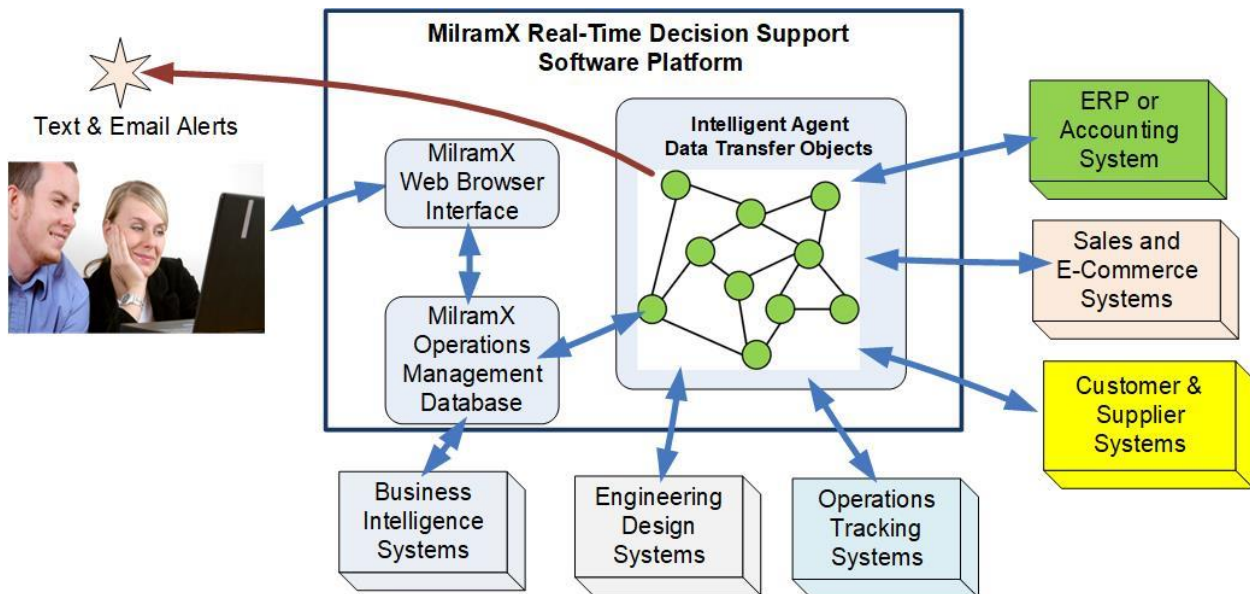 MilramX Real-Time Decision Support
Software Platform
Text & Email Alerts
Intelligent Agent
Data Transfer Objects
MilramX
Web Browser
Interface
MilramX
Operations
Management
Database
ERP or
Accounting
System
Sales and
E-Commerce
Systems
Customer &
Supplier
Systems
Business
Intelligence
Systems
Engineering
Design
Systems
Operations
Tracking
Systems